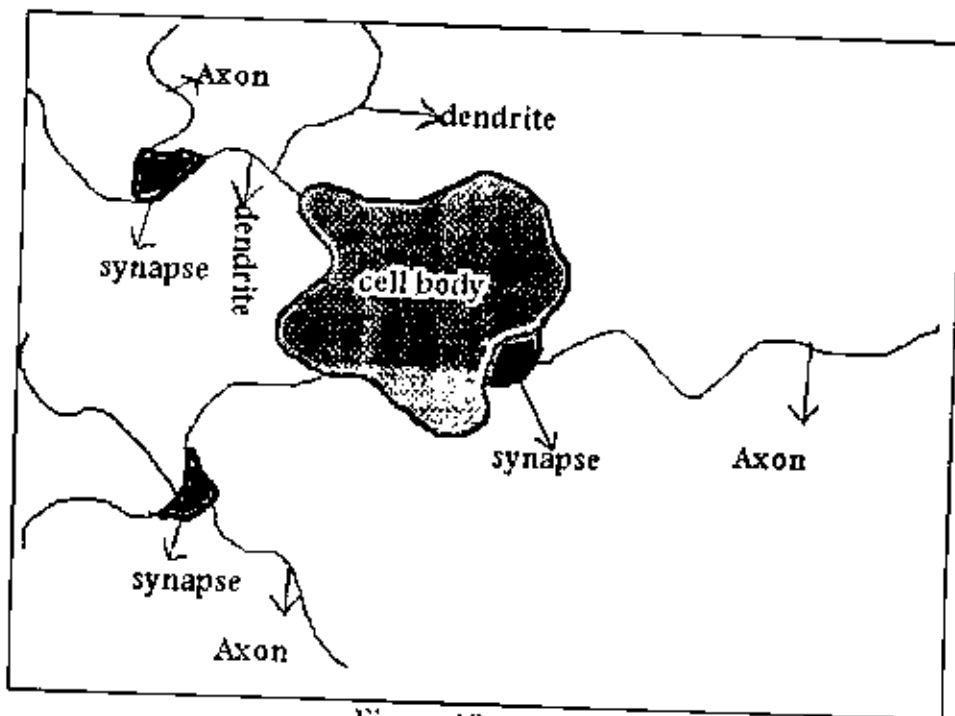 Axon
dendrite
synapse
dendrite
cell body
synapse
Axon
synapse
Axon